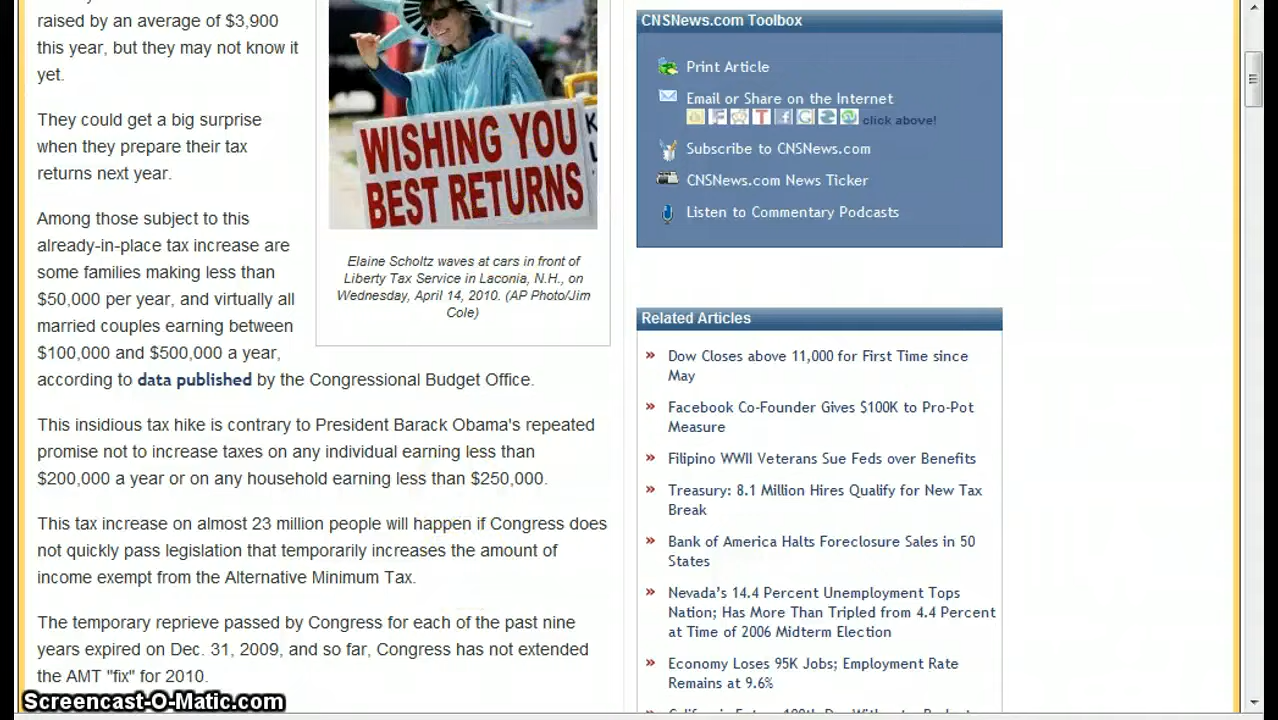 raised by an average of $3,900
this year, but they may not know it
yet.
They could get a big surprise
when they prepare their tax
returns next year.
Among those subject to this
already-in-place tax increase are
some families making less than
$50,000 per year, and virtually all
married couples earning between
$100,000 and $500,000 a year,
according to data published by the Congressional Budget Office.
This insidious tax hike is contrary to President Barack Obama's repeated
promise not to increase taxes on any individual earning less than
$200,000 a year or on any household earning less than $250,000.
This tax increase on almost 23 million people will happen if Congress does
not quickly pass legislation that temporarily increases the amount of
income exempt from the Alternative Minimum Tax.
The temporary reprieve passed by Congress for each of the past nine
years expired on Dec. 31, 2009, and so far, Congress has not extended
the AMT "fix" for 2010.
WISHING YOU
BEST RETURNS
Elaine Scholtz waves at cars in front of
Liberty Tax Service in Laconia, N.H., on
Wednesday, April 14, 2010. (AP Photo/Jim
Cole)
CNSNews.com Toolbox
Print Article
Email or Share on the Internet
click above!
Subscribe to CNSNews.com
CNSNews.com News Ticker
Listen to Commentary Podcasts
Related Articles
Dow Closes above 11,000 for First Time since
May
Facebook Co-Founder Gives $100K to Pro-Pot
Measure
Filipino WWII Veterans Sue Feds over Benefits
Treasury: 8.1 Million Hires Qualify for New Tax
Break
Bank of America Halts Foreclosure Sales in 50
States
Nevada's 14.4 Percent Unemployment Tops
Nation; Has More Than Tripled from 4.4 Percent
at Time of 2006 Midterm Election
Economy Loses 95K Jobs; Employment Rate
Remains at 9.6%
Screencast-O-Matic.com